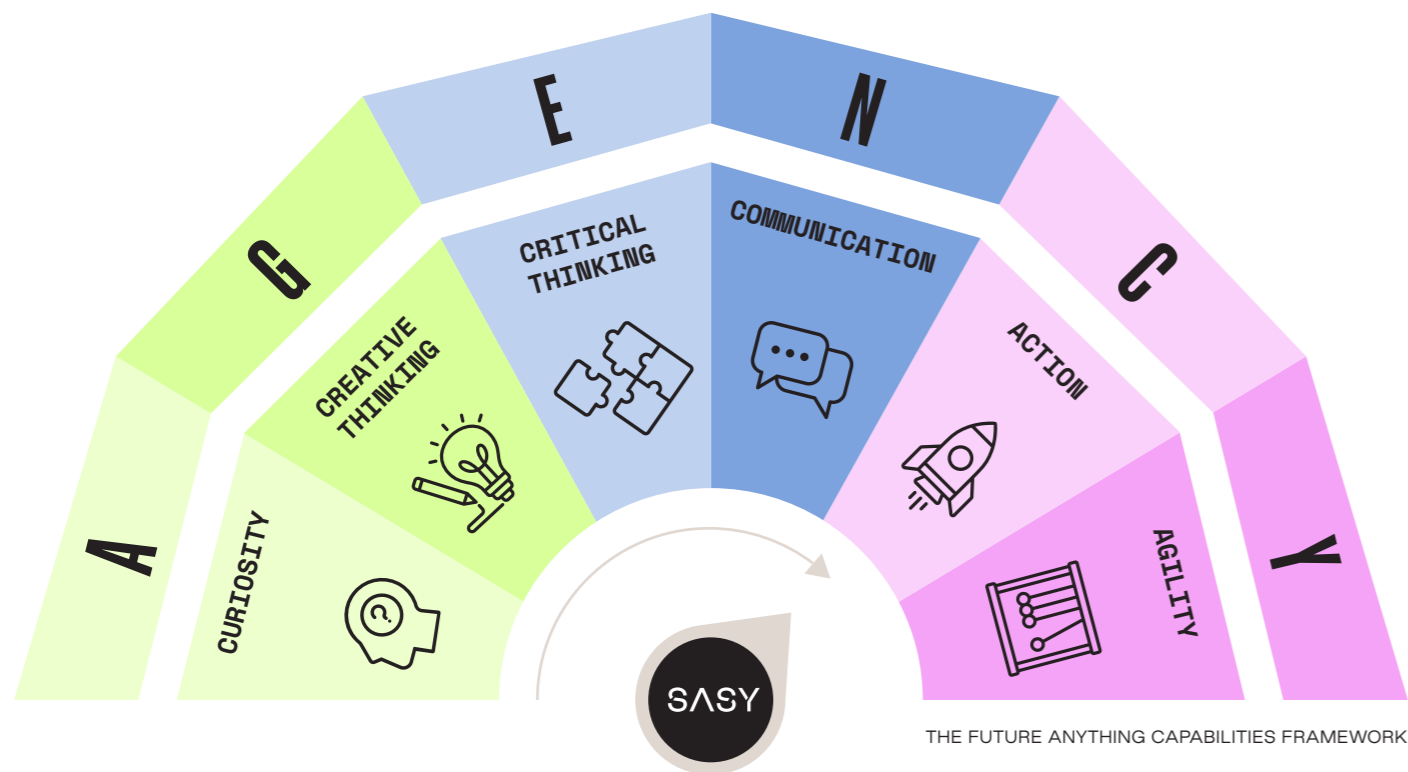 A
G
E
N
C
Y
CURIOSITY
CREATIVE
THINKING
CRITICAL
THINKING
COMMUNICATION
ACTION
AGILITY
?
SASY
THE FUTURE ANYTHING CAPABILITIES FRAMEWORK